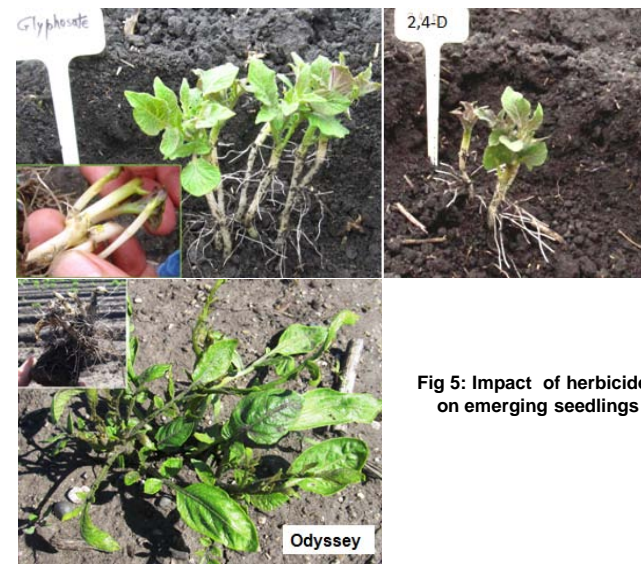 Glyphosate
2,4-D
Fig 5: Impact of herbicide
on emerging seedlings
Odyssey